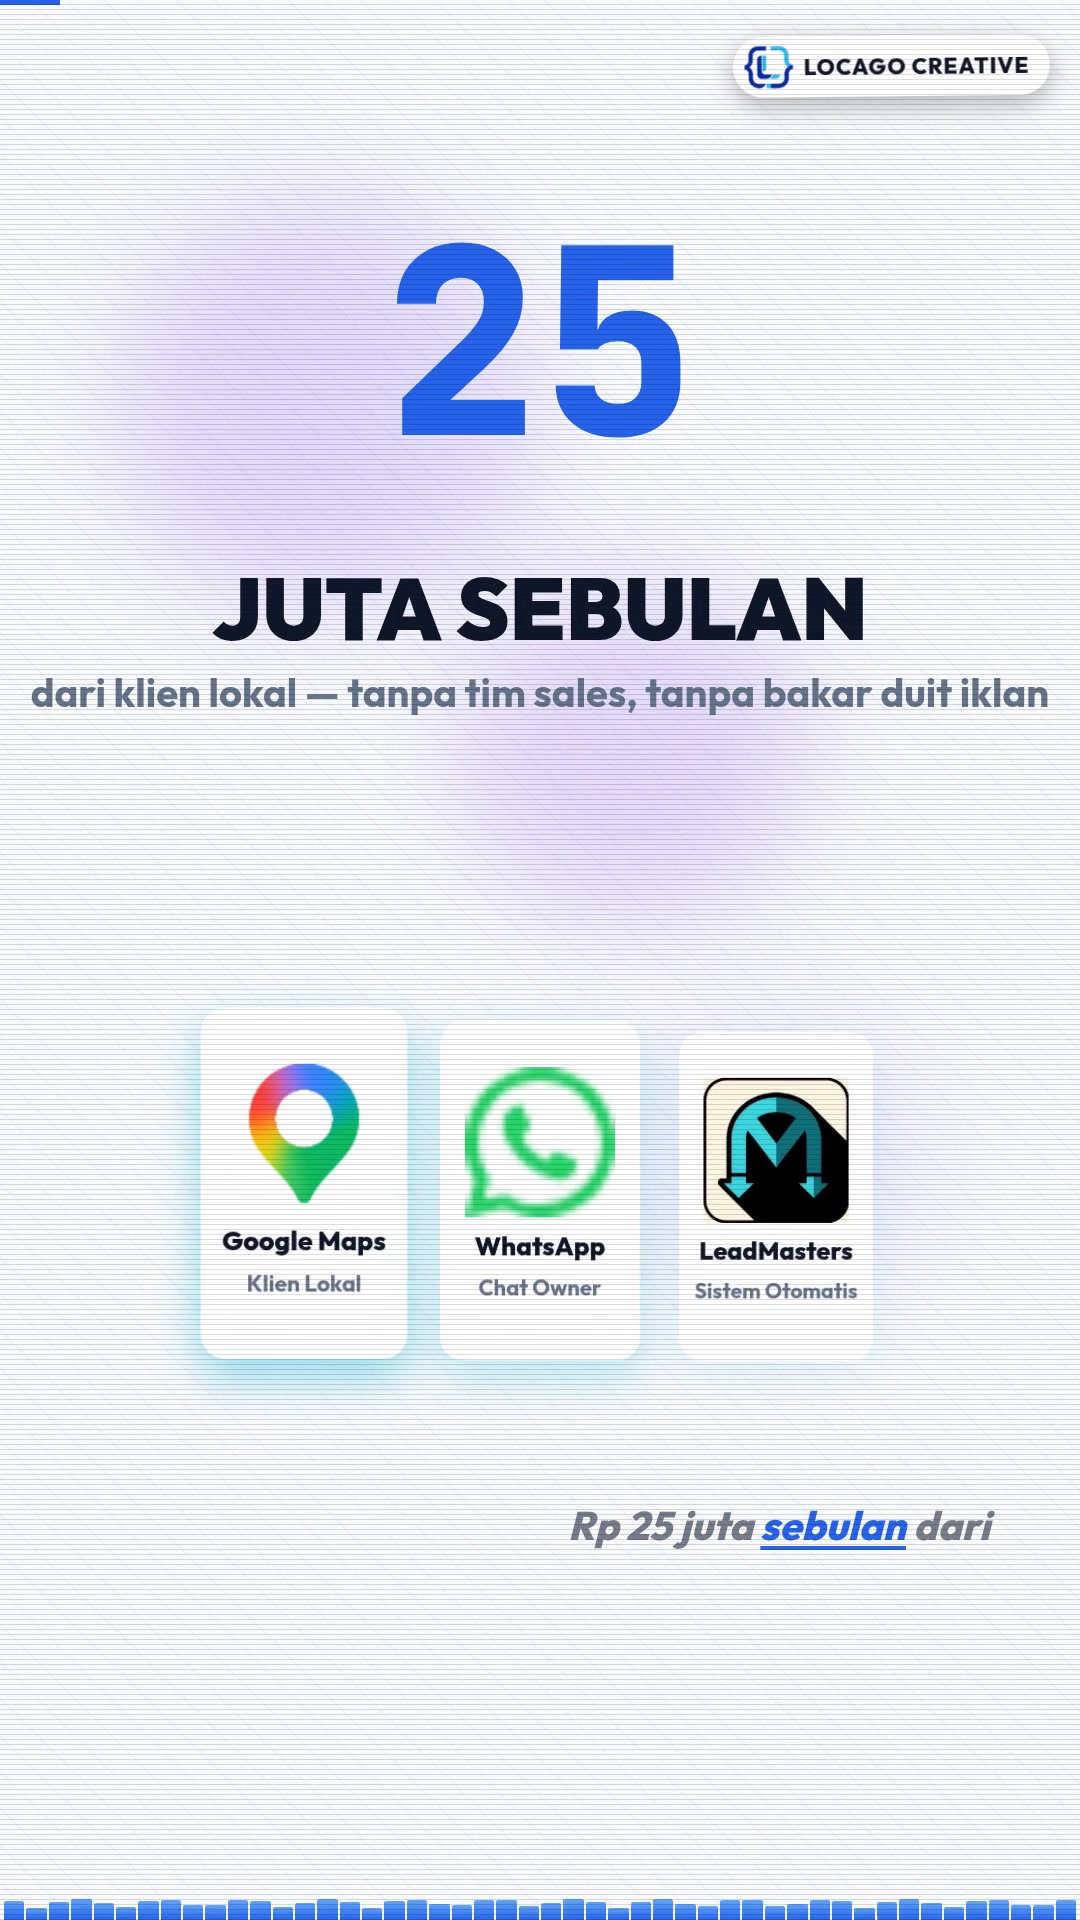 LOCAGO CREATIVE
25
JUTA SEBULAN
dari klien lokal — tanpa tim sales, tanpa bakar duit iklan
Google Maps
Klien Lokal
WhatsApp
Chat Owner
LeadMasters
Sistem Otomatis
Rp 25 juta sebulan dari